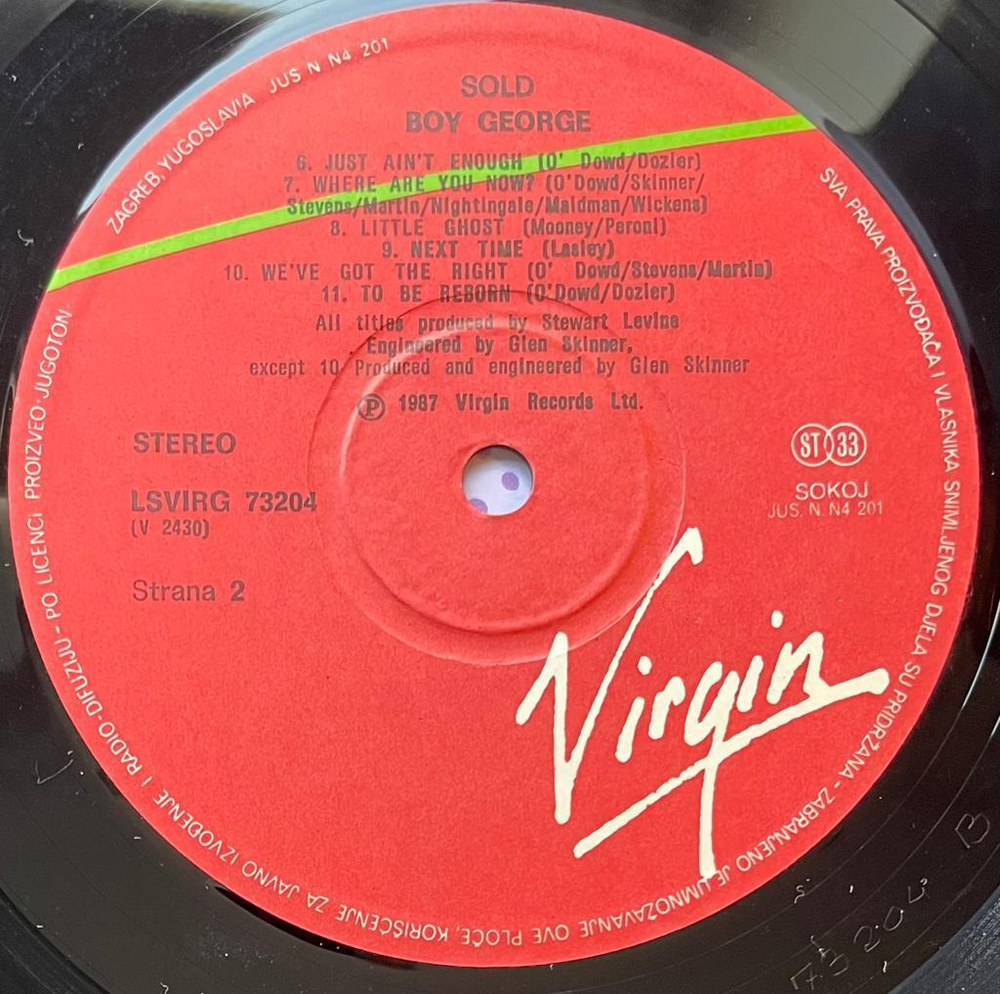 SOLD
BOY GEORGE
6. JUST AIN'T ENOUGH (O' Dowd/Dozier)
7. WHERE ARE YOU NOW? (O'Dowd/Skinner/
Stevens/Martin/Nightingale/Maidman/Wickens)
8. LITTLE GHOST (Mooney/Peroni)
9. NEXT TIME (Lasley)
10. WE'VE GOT THE RIGHT (O' Dowd/Stevens/Martin)
11. TO BE REBORN (O'Dowd/Dozier)
All titles produced by Stewart Levine
Engineered by Glen Skinner,
except 10 Produced and engineered by Glen Skinner
Ⓟ 1987 Virgin Records Ltd.
STEREO
LSVIRG 73204
(V 2430)
Strana 2
ST 33
SOKOJ
JUS. N. N4 201
Virgin
ZAGREB, YUGOSLAVIA JUS N N4 201
SVA PRAVA PROIZVOĐAČA I VLASNIKA SNIMLJENOG DJELA SU PRIDRŽANA - ZABRANJENO JE UMNOŽAVANJE OVE PLOČE, KORIŠĆENJE ZA JAVNO IZVOĐENJE I RADIO-DIFUZIJU - PO LICENCI PROIZVEO-JUGOTON
73204 B